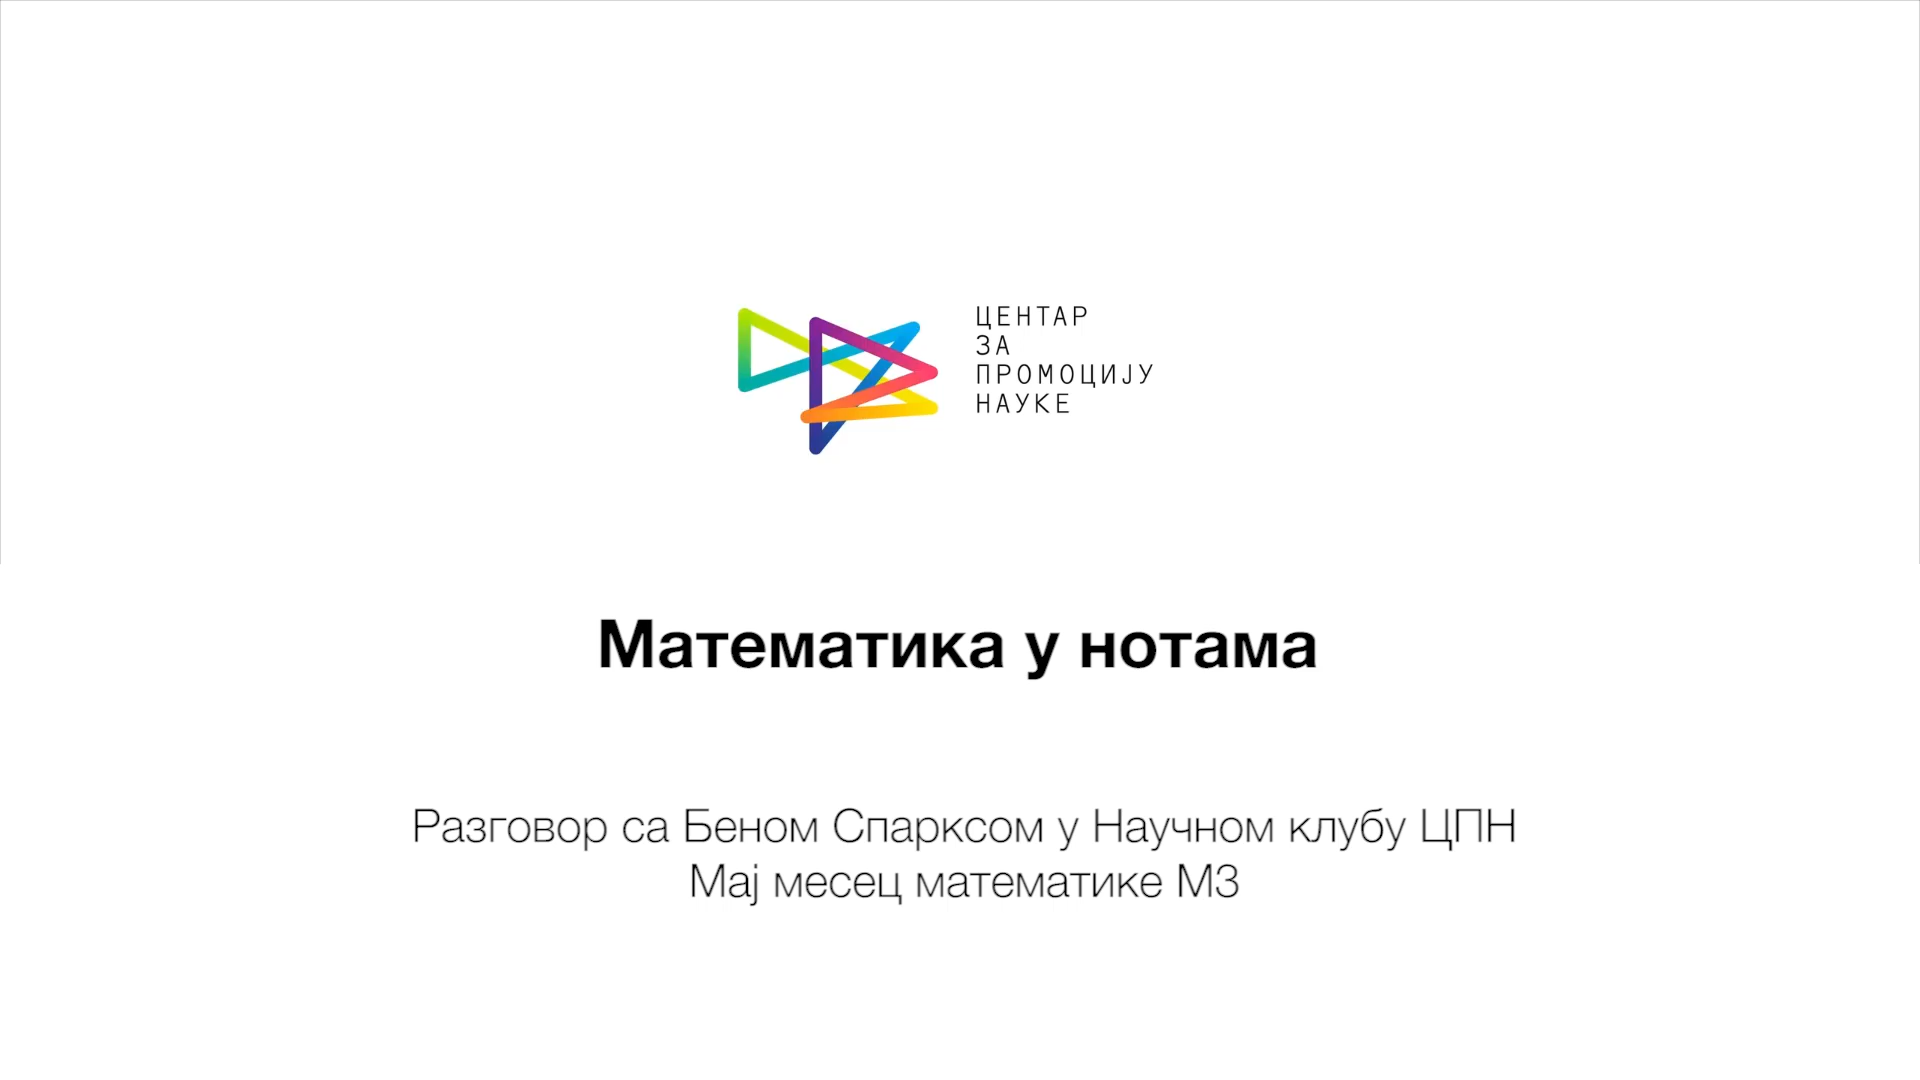 ЦЕНТАР
ЗА
ПРОМОЦИЈУ
НАУКЕ
Математика у нотама
Разговор са Беном Спарксом у Научном клубу ЦПН
Мај месец математике М3